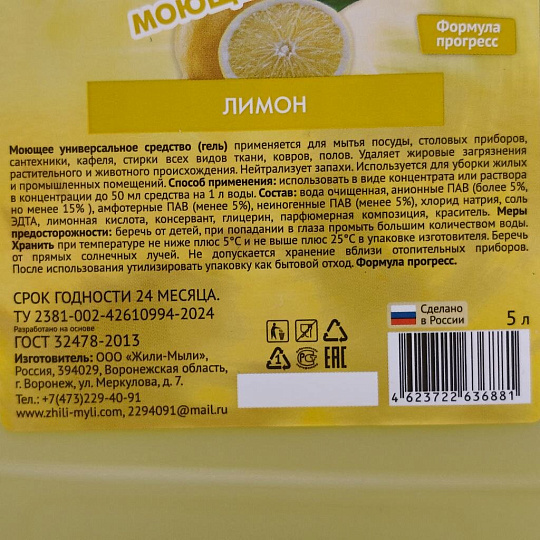 МОЮЩ
Формула
прогресс
ЛИМОН
Моющее универсальное средство (гель) применяется для мытья посуды, столовых приборов,
сантехники, кафеля, стирки всех видов ткани, ковров, полов. Удаляет жировые загрязнения
растительного и животного происхождения. Нейтрализует запахи. Используется для уборки жилых
и промышленных помещений. Способ применения: использовать в виде концентрата или раствора
в концентрации до 50 мл средства на 1 л воды. Состав: вода очищенная, анионные ПАВ (более 5%,
но менее 15% ), амфотерные ПАВ (менее 5%), неионогенные ПАВ (менее 5%), хлорид натрия, соль
ЭДТА, лимонная кислота, консервант, глицерин, парфюмерная композиция, краситель. Меры
предосторожности: беречь от детей, при попадании в глаза промыть большим количеством воды.
Хранить при температуре не ниже плюс 5°С и не выше плюс 25°С в упаковке изготовителя. Беречь
от прямых солнечных лучей. Не допускается хранение вблизи отопительных приборов.
После использования утилизировать упаковку как бытовой отход. Формула прогресс.
СРОК ГОДНОСТИ 24 МЕСЯЦА.
ТУ 2381-002-42610994-2024
Разработано на основе
ГОСТ 32478-2013
Изготовитель: ООО «Жили-Мыли»,
Россия, 394029, Воронежская область,
г. Воронеж, ул. Меркулова, д. 7.
Тел.: +7(473)229-40-91
www.zhili-myli.com, 2294091@mail.ru
1
РСТ
EAC
Сделано
в России
5 л
4 623722 636881